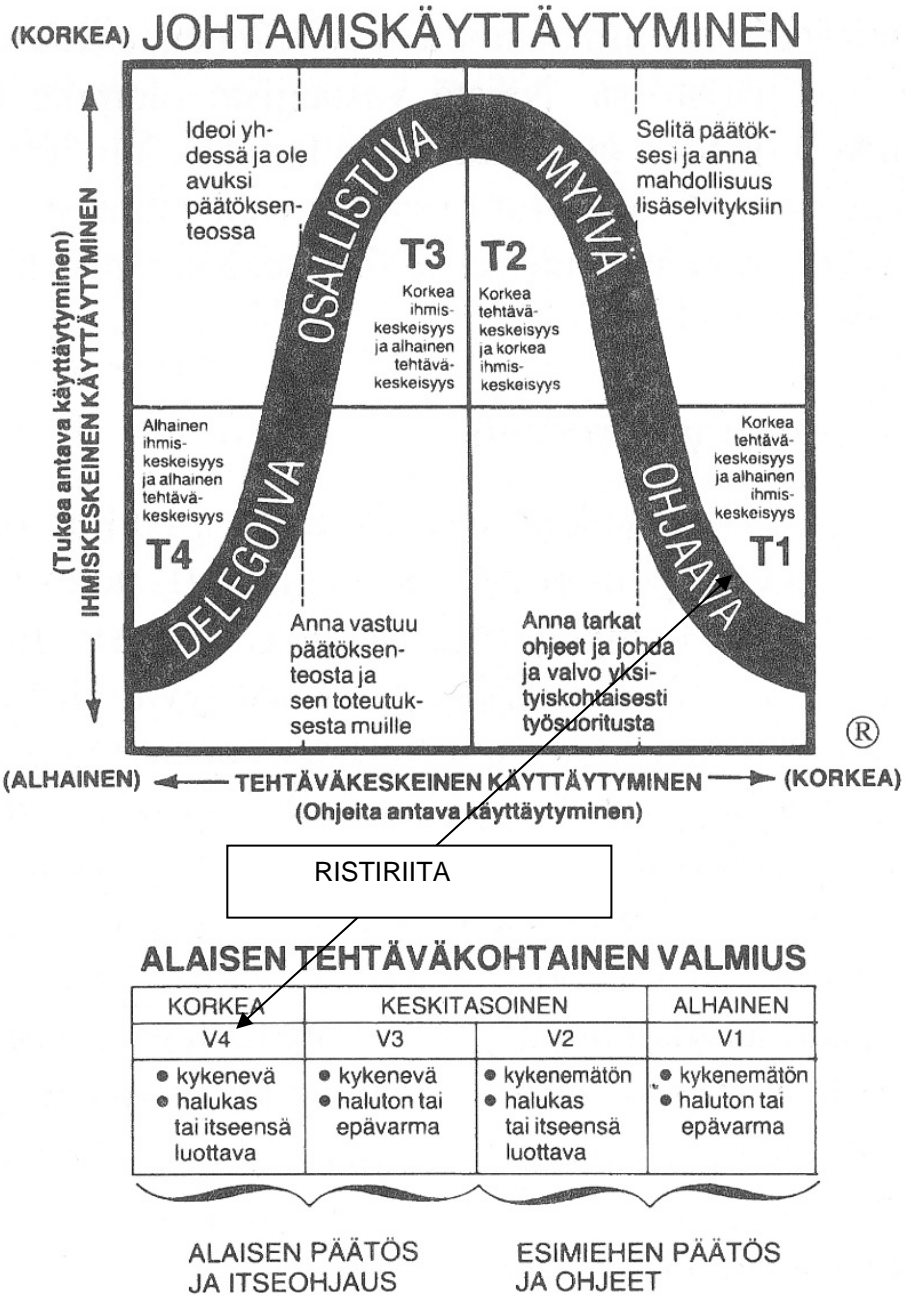 (KORKEA) JOHTAMISKÄYTTÄYTYMINEN
(Tukea antava käyttäytyminen)
IHMISKESKEINEN KÄYTTÄYTYMINEN
Ideoi yh-
dessä ja ole
avuksi
päätöksen-
teossa
OSALLISTUVA
MYYVÄ
Selitä päätök-
sesi ja anna
mahdollisuus
lisäselvityksiin
T3
Korkea
ihmis-
keskeisyys
ja alhainen
tehtävä-
keskeisyys
T2
Korkea
tehtävä-
keskeisyys
ja korkea
ihmis-
keskeisyys
Alhainen
ihmis-
keskeisyys
ja alhainen
tehtävä-
keskeisyys
T4
DELEGOIVA
OHJAAVA
Korkea
tehtävä-
keskeisyys
ja alhainen
ihmis-
keskeisyys
T1
Anna vastuu
päätöksen-
teosta ja
sen toteutuk-
sesta muille
Anna tarkat
ohjeet ja johda
ja valvo yksi-
tyiskohtaisesti
työsuoritusta
®
(ALHAINEN) TEHTÄVÄKESKEINEN KÄYTTÄYTYMINEN (KORKEA)
(Ohjeita antava käyttäytyminen)
RISTIRIITA
ALAISEN TEHTÄVÄKOHTAINEN VALMIUS
KORKEA KESKITASOINEN ALHAINEN
V4 V3 V2 V1
• kykenevä
• halukas
tai itseensä
luottava
• kykenevä
• haluton tai
epävarma
• kykenemätön
• halukas
tai itseensä
luottava
• kykenemätön
• haluton tai
epävarma
ALAISEN PÄÄTÖS
JA ITSEOHJAUS
ESIMIEHEN PÄÄTÖS
JA OHJEET